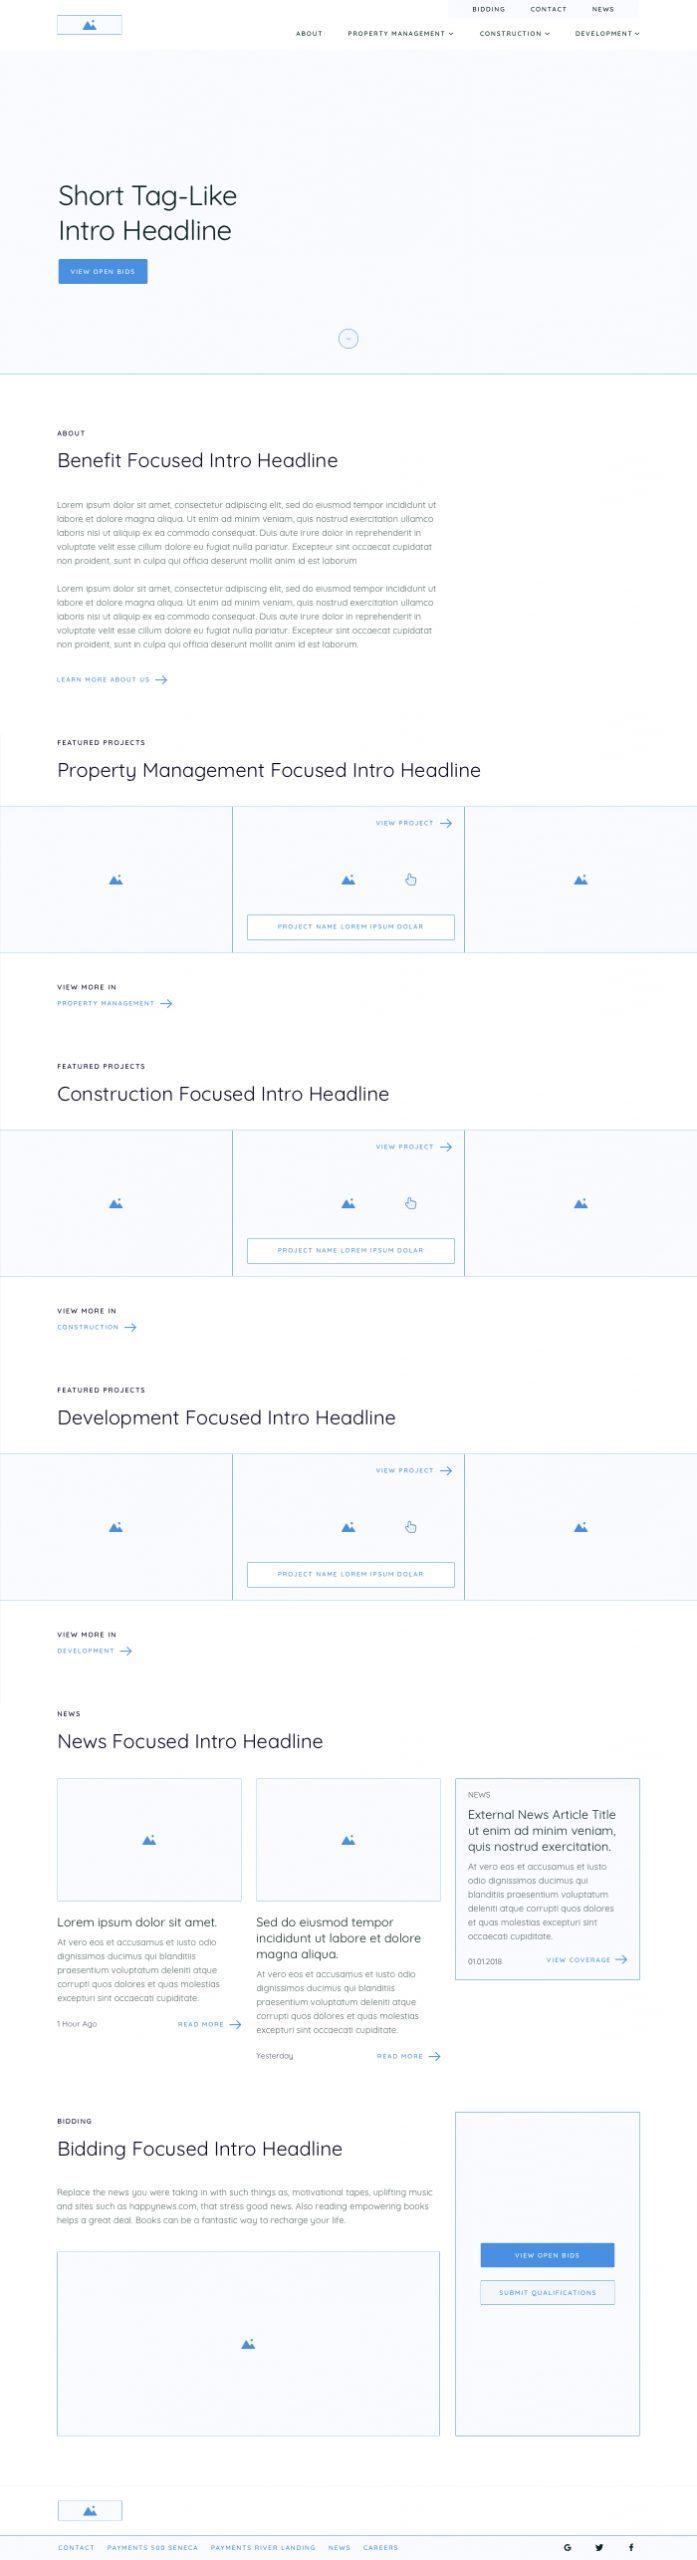 BIDDING CONTACT NEWS
ABOUT PROPERTY MANAGEMENT CONSTRUCTION DEVELOPMENT
Short Tag-Like
Intro Headline
VIEW OPEN BIDS
ABOUT
Benefit Focused Intro Headline
Lorem ipsum dolor sit amet, consectetur adipiscing elit, sed do eiusmod tempor incididunt ut
labore et dolore magna aliqua. Ut enim ad minim veniam, quis nostrud exercitation ullamco
laboris nisi ut aliquip ex ea commodo consequat. Duis aute irure dolor in reprehenderit in
voluptate velit esse cillum dolore eu fugiat nulla pariatur. Excepteur sint occaecat cupidatat
non proident, sunt in culpa qui officia deserunt mollit anim id est laborum
Lorem ipsum dolor sit amet, consectetur adipiscing elit, sed do eiusmod tempor incididunt ut
labore et dolore magna aliqua. Ut enim ad minim veniam, quis nostrud exercitation ullamco
laboris nisi ut aliquip ex ea commodo consequat. Duis aute irure dolor in reprehenderit in
voluptate velit esse cillum dolore eu fugiat nulla pariatur. Excepteur sint occaecat cupidatat
non proident, sunt in culpa qui officia deserunt mollit anim id est laborum.
LEARN MORE ABOUT US
FEATURED PROJECTS
Property Management Focused Intro Headline
VIEW PROJECT
PROJECT NAME LOREM IPSUM DOLAR
VIEW MORE IN
PROPERTY MANAGEMENT
FEATURED PROJECTS
Construction Focused Intro Headline
VIEW PROJECT
PROJECT NAME LOREM IPSUM DOLAR
VIEW MORE IN
CONSTRUCTION
FEATURED PROJECTS
Development Focused Intro Headline
VIEW PROJECT
PROJECT NAME LOREM IPSUM DOLAR
VIEW MORE IN
DEVELOPMENT
NEWS
News Focused Intro Headline
Lorem ipsum dolor sit amet.
At vero eos et accusamus et iusto odio
dignissimos ducimus qui blanditiis
praesentium voluptatum deleniti atque
corrupti quos dolores et quas molestias
excepturi sint occaecati cupiditate.
1 Hour Ago READ MORE
Sed do eiusmod tempor
incididunt ut labore et dolore
magna aliqua.
At vero eos et accusamus et iusto odio
dignissimos ducimus qui blanditiis
praesentium voluptatum deleniti atque
corrupti quos dolores et quas molestias
excepturi sint occaecati cupiditate.
Yesterday READ MORE
NEWS
External News Article Title
ut enim ad minim veniam,
quis nostrud exercitation.
At vero eos et accusamus et iusto
odio dignissimos ducimus qui
blanditiis praesentium voluptatum
deleniti atque corrupti quos dolores
et quas molestias excepturi sint
occaecati cupiditate.
01.01.2018 VIEW COVERAGE
BIDDING
Bidding Focused Intro Headline
Replace the news you were taking in with such things as, motivational tapes, uplifting music
and sites such as happynews.com, that stress good news. Also reading empowering books
helps a great deal. Books can be a fantastic way to recharge your life.
VIEW OPEN BIDS
SUBMIT QUALIFICATIONS
CONTACT PAYMENTS 500 SENECA PAYMENTS RIVER LANDING NEWS CAREERS